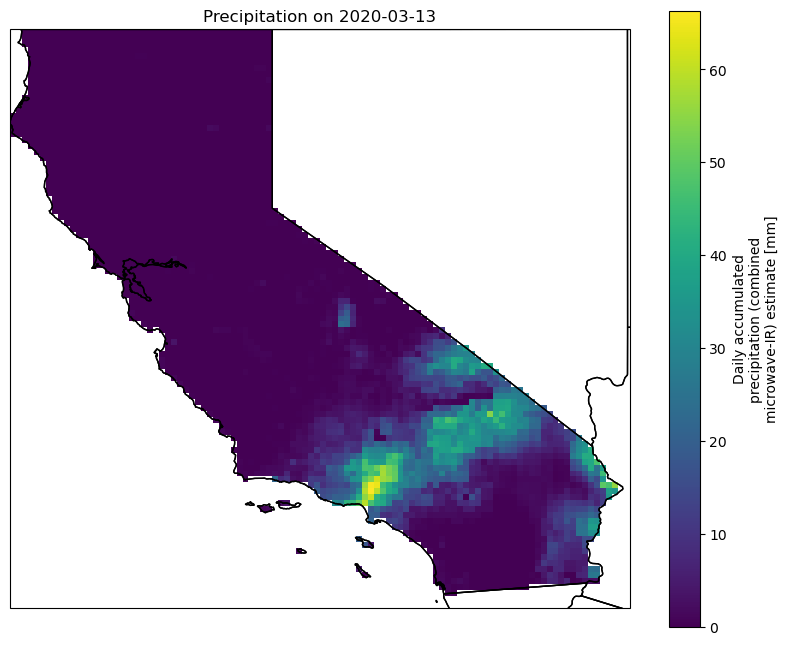 Precipitation on 2020-03-13
60
50
40
30
20
10
0
Daily accumulated
precipitation (combined
microwave-IR) estimate [mm]